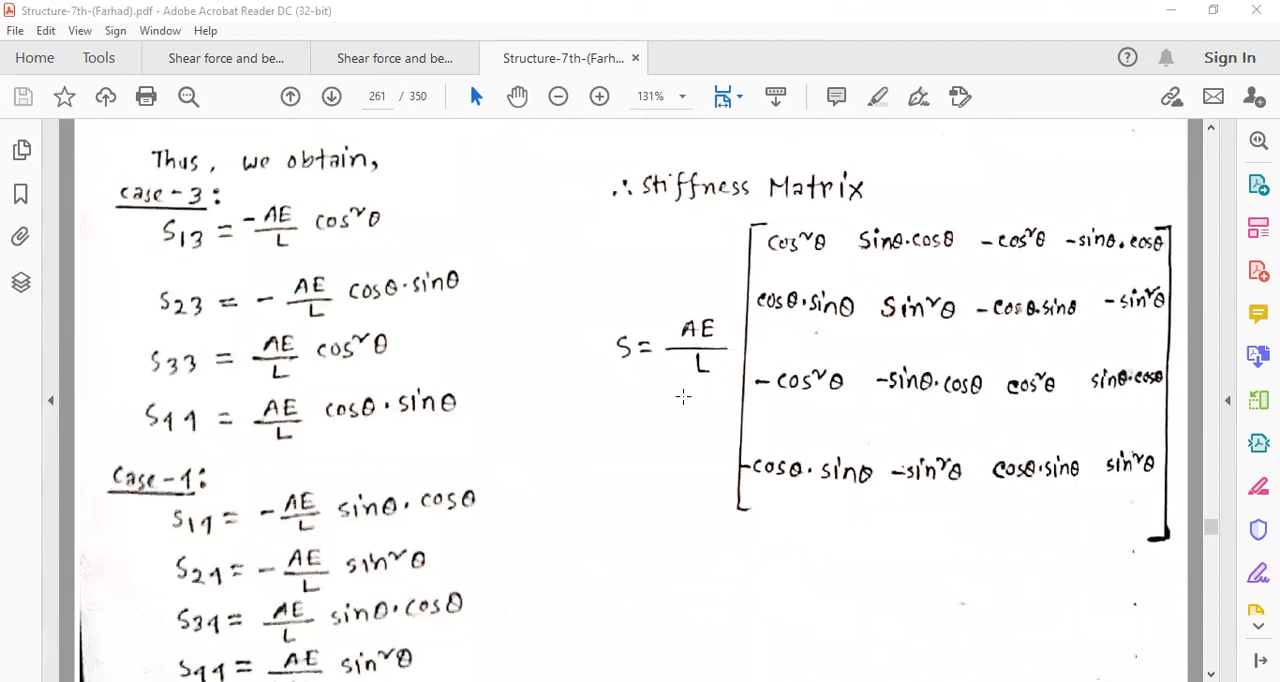 Structure-7th-(Farhad).pdf - Adobe Acrobat Reader DC (32-bit)
File Edit View Sign Window Help
Home Tools Shear force and be... Shear force and be... Structure-7th-(Farh... × Sign In
261 / 350 131%
Thus, we obtain,
case-3:
S13 = -AE/L cos²θ
S23 = - AE/L cosθ·sinθ
S33 = AE/L cos²θ
S44 = AE/L cosθ·sinθ
Case-4:
S14 = - AE/L sinθ·cosθ
S24 = - AE/L sin²θ
S34 = AE/L sinθ·cosθ
S44 = AE/L sin²θ
∴ Stiffness Matrix
S = AE/L
cos²θ sinθ·cosθ -cos²θ -sinθ·cosθ
cosθ·sinθ sin²θ -cosθ·sinθ -sin²θ
-cos²θ -sinθ·cosθ cos²θ sinθ·cosθ
-cosθ·sinθ -sin²θ cosθ·sinθ sin²θ